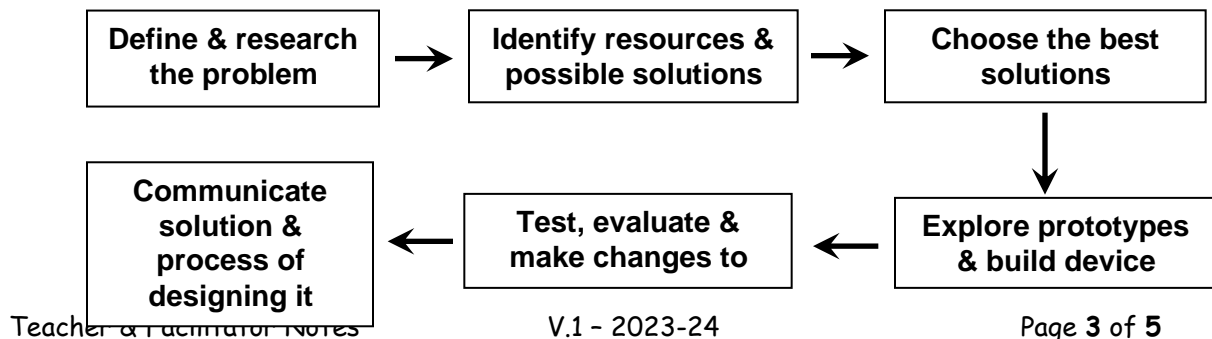 Define & research
the problem
Identify resources &
possible solutions
Choose the best
solutions
Explore prototypes
& build device
Test, evaluate &
make changes to
Communicate
solution &
process of
designing it
Teacher & Facilitator Notes
V.1 – 2023-24
Page 3 of 5